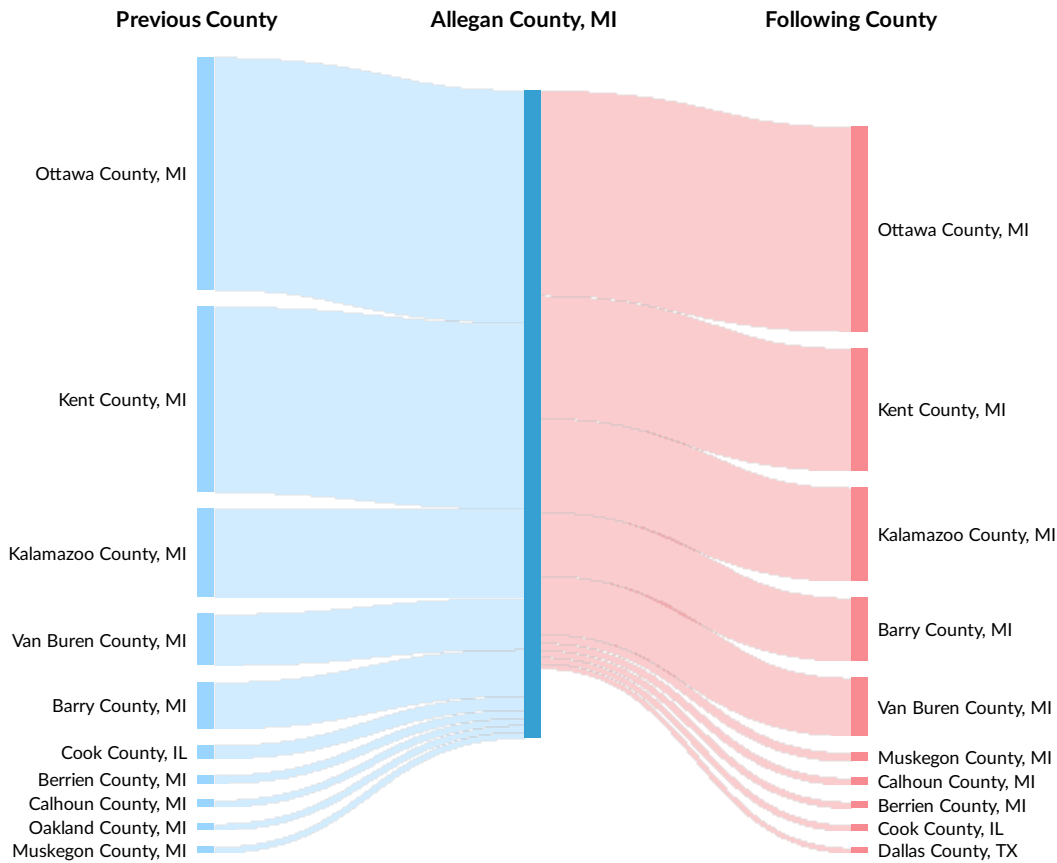 Previous County
Allegan County, MI
Following County
Ottawa County, MI
Kent County, MI
Kalamazoo County, MI
Van Buren County, MI
Barry County, MI
Cook County, IL
Berrien County, MI
Calhoun County, MI
Oakland County, MI
Muskegon County, MI
Ottawa County, MI
Kent County, MI
Kalamazoo County, MI
Barry County, MI
Van Buren County, MI
Muskegon County, MI
Calhoun County, MI
Berrien County, MI
Cook County, IL
Dallas County, TX